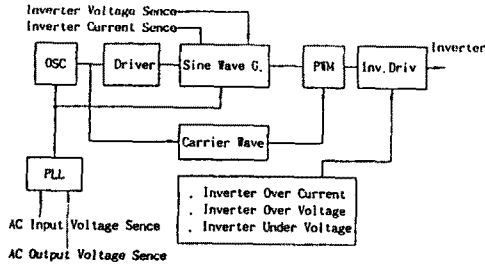 Inverter Voltage Sence
Inverter Current Sence
OSC
Driver
Sine Wave G.
PWM
Inv.Driv
Inverter
Carrier Wave
PLL
. Inverter Over Current
. Inverter Over Voltage
. Inverter Under Voltage
AC Input Voltage Sence
AC Output Voltage Sence